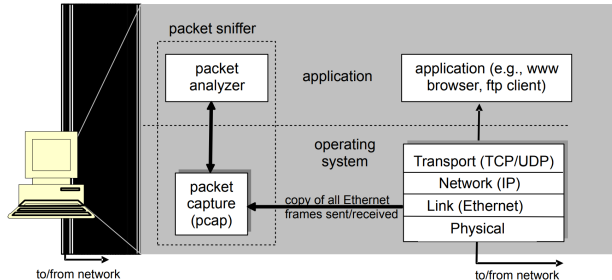 packet sniffer
packet
analyzer
application
application (e.g., www
browser, ftp client)
operating
system
packet
capture
(pcap)
copy of all Ethernet
frames sent/received
Transport (TCP/UDP)
Network (IP)
Link (Ethernet)
Physical
to/from network
to/from network